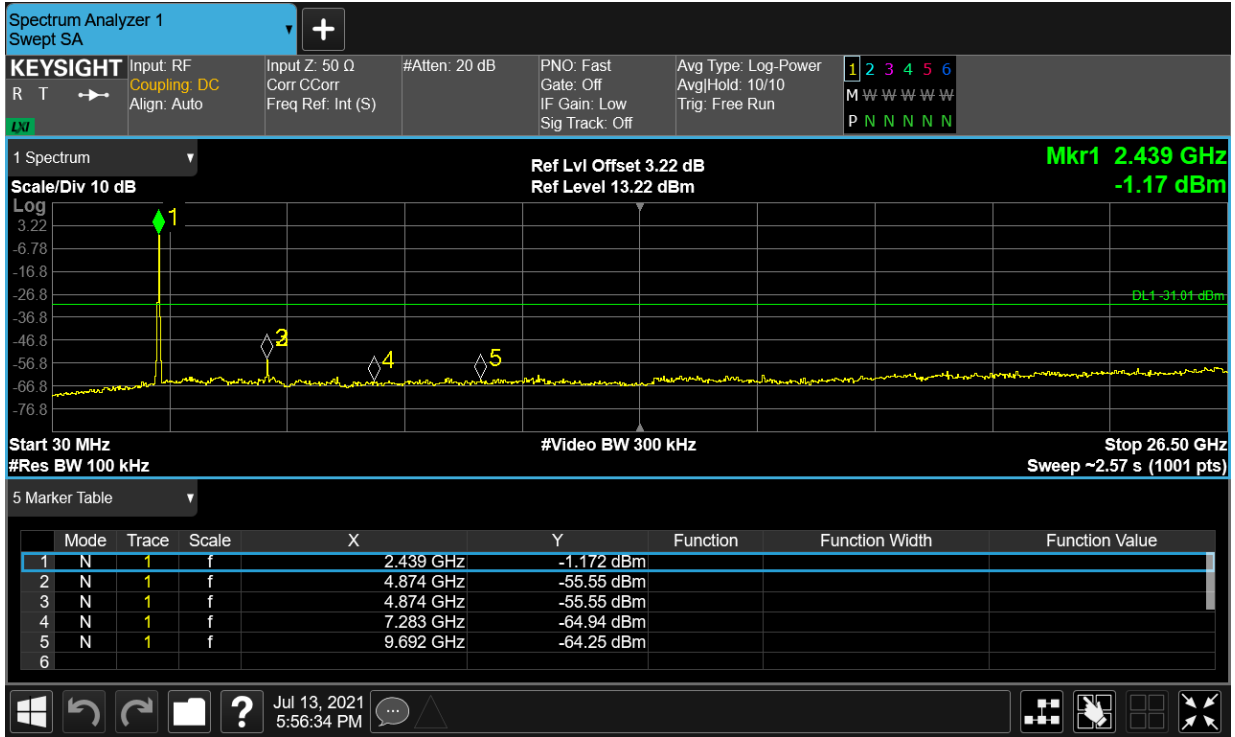 Spectrum Analyzer 1
Swept SA
KEYSIGHT
R T
LXI
Input: RF
Coupling: DC
Align: Auto
Input Z: 50 Ω
Corr CCorr
Freq Ref: Int (S)
#Atten: 20 dB
PNO: Fast
Gate: Off
IF Gain: Low
Sig Track: Off
Avg Type: Log-Power
Avg|Hold: 10/10
Trig: Free Run
1 2 3 4 5 6
M W W W W W
P N N N N N
1 Spectrum
Scale/Div 10 dB
Ref Lvl Offset 3.22 dB
Ref Level 13.22 dBm
Mkr1 2.439 GHz
-1.17 dBm
Log
3.22
-6.78
-16.8
-26.8
-36.8
-46.8
-56.8
-66.8
-76.8
1
4
5
DL1 -31.01 dBm
Start 30 MHz
#Res BW 100 kHz
#Video BW 300 kHz
Stop 26.50 GHz
Sweep ~2.57 s (1001 pts)
5 Marker Table
Mode Trace Scale X Y Function Function Width Function Value
1 N 1 f 2.439 GHz -1.172 dBm
2 N 1 f 4.874 GHz -55.55 dBm
3 N 1 f 4.874 GHz -55.55 dBm
4 N 1 f 7.283 GHz -64.94 dBm
5 N 1 f 9.692 GHz -64.25 dBm
6
?
Jul 13, 2021
5:56:34 PM